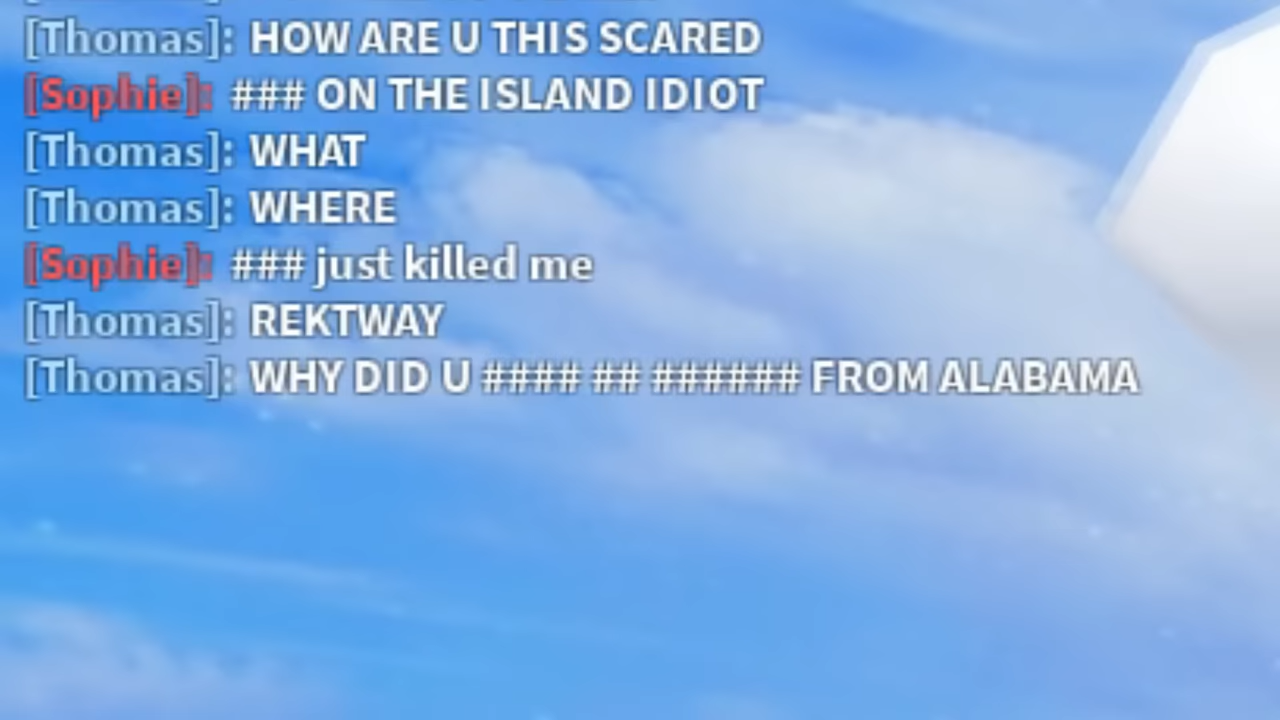 [Thomas]: HOW ARE U THIS SCARED
[Sophie]: ### ON THE ISLAND IDIOT
[Thomas]: WHAT
[Thomas]: WHERE
[Sophie]: ### just killed me
[Thomas]: REKTWAY
[Thomas]: WHY DID U #### ## ###### FROM ALABAMA